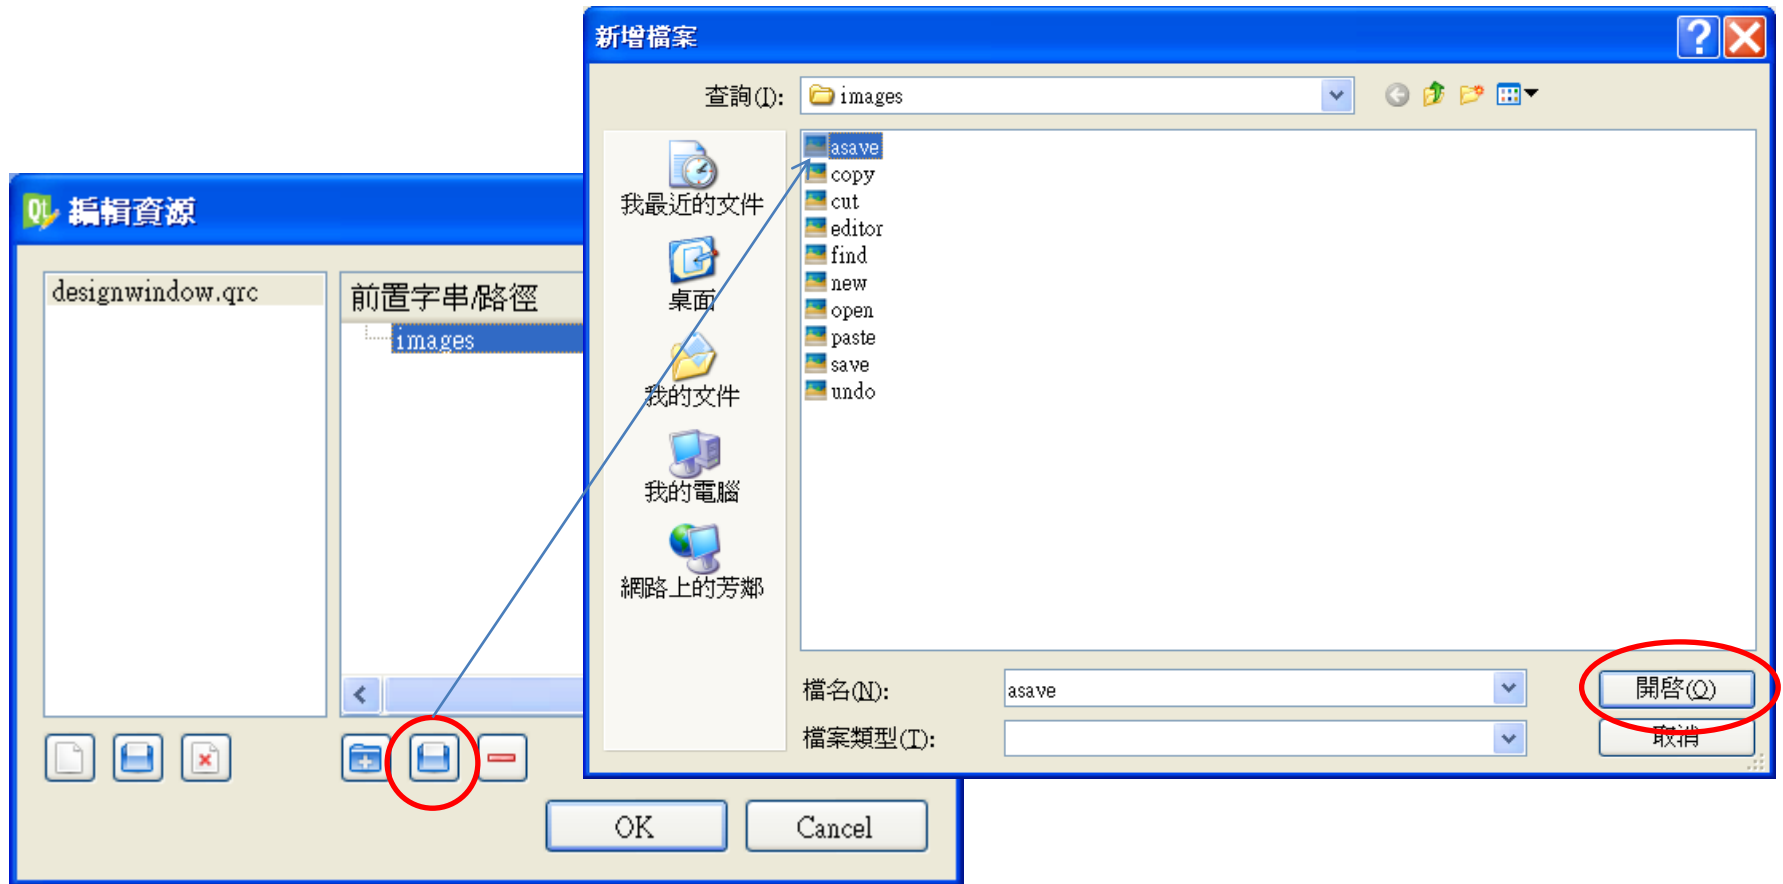 新增檔案
查詢(I):
images
我最近的文件
桌面
我的文件
我的電腦
網路上的芳鄰
asave
copy
cut
editor
find
new
open
paste
save
undo
檔名(N):
asave
開啓(O)
檔案類型(T):
取消
Qt 編輯資源
designwindow.qrc
前置字串/路徑
images
OK
Cancel